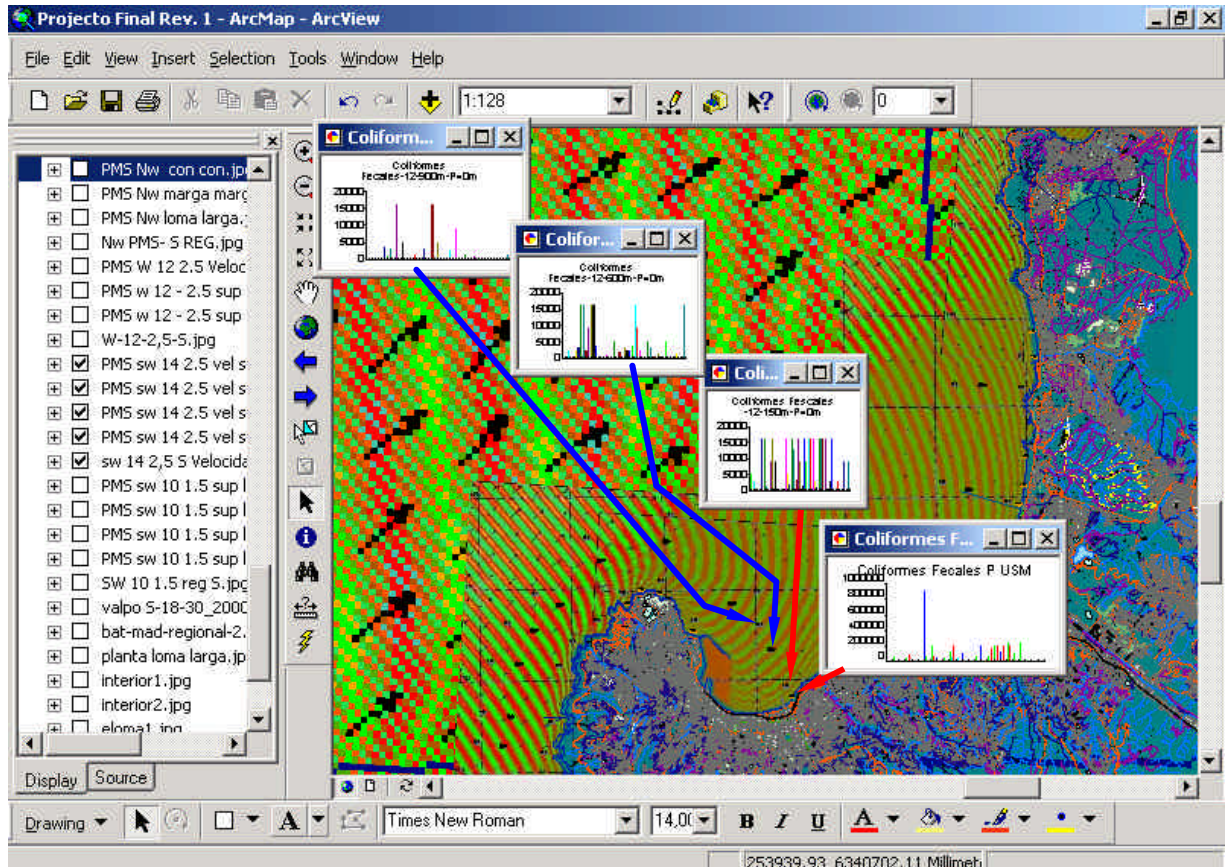 Projecto Final Rev. 1 - ArcMap - ArcView
File Edit View Insert Selection Tools Window Help
1:128
0
PMS Nw con con.jp
PMS Nw marga marg
PMS Nw loma larga.
Nw PMS- S REG.jpg
PMS W 12 2.5 Veloc
PMS w 12 - 2.5 sup
PMS w 12 - 2.5 sup
W-12-2,5-S.jpg
PMS sw 14 2.5 vel s
PMS sw 14 2.5 vel s
PMS sw 14 2.5 vel s
PMS sw 14 2.5 vel s
sw 14 2,5 S Velocida
PMS sw 10 1.5 sup l
PMS sw 10 1.5 sup l
PMS sw 10 1.5 sup l
PMS sw 10 1.5 sup l
SW 10 1.5 reg S.jpg
valpo S-18-30_2000
bat-mad-regional-2.
planta loma larga.jp
interior1.jpg
interior2.jpg
eloma1.jpg
Display Source
Coliform...
Coliformes
Fecales-12-900m-P=0m
20000
15000
10000
5000
0
Colifor...
Coliformes
Fecales-12-600m-P=0m
20000
15000
10000
5000
0
Coli...
Coliformes Fescales
-12-150m-P=0m
20000
15000
10000
5000
0
Coliformes F...
Coliformes Fecales P USM
1000000
800000
600000
400000
200000
0
Drawing A Times New Roman 14,0 B I U A
253939,93 6340702,11 Millimet